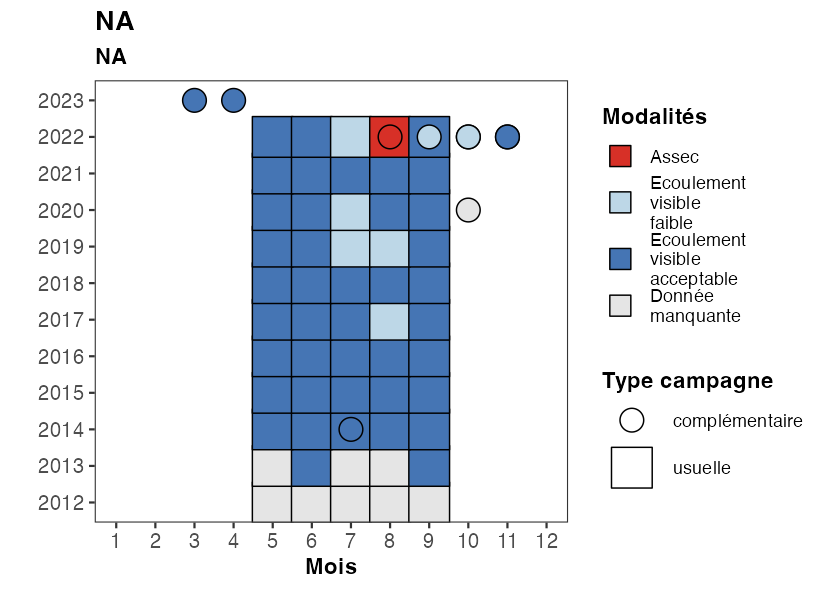 NA
NA
2023
2022
2021
2020
2019
2018
2017
2016
2015
2014
2013
2012
1 2 3 4 5 6 7 8 9 10 11 12
Mois
Modalités
Assec
Ecoulement
visible
faible
Ecoulement
visible
acceptable
Donnée
manquante
Type campagne
complémentaire
usuelle